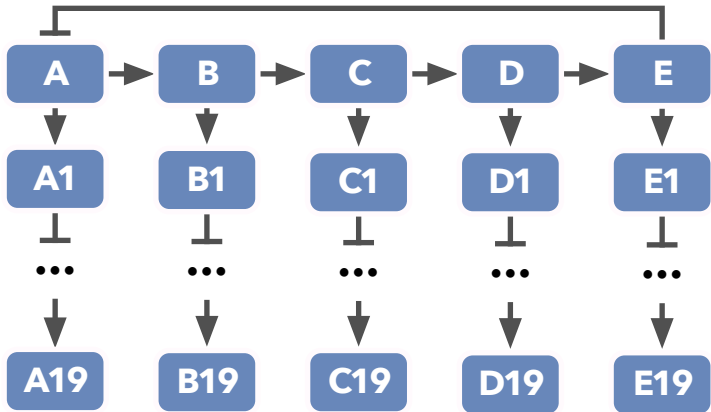 A B C D E
A1 B1 C1 D1 E1
... ... ... ... ...
A19 B19 C19 D19 E19